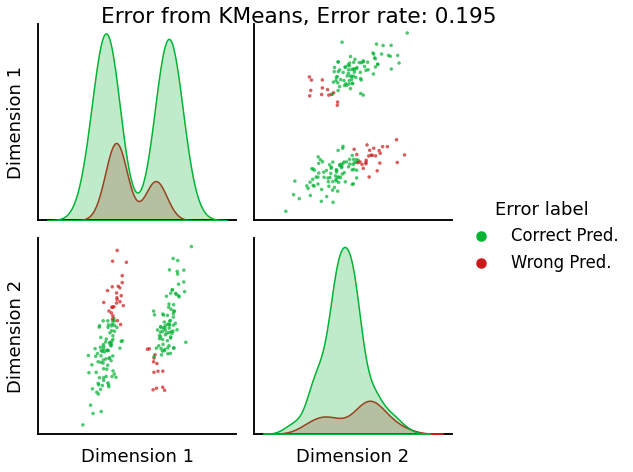 Error from KMeans, Error rate: 0.195
Dimension 1
Error label
Correct Pred.
Wrong Pred.
Dimension 2
Dimension 1
Dimension 2